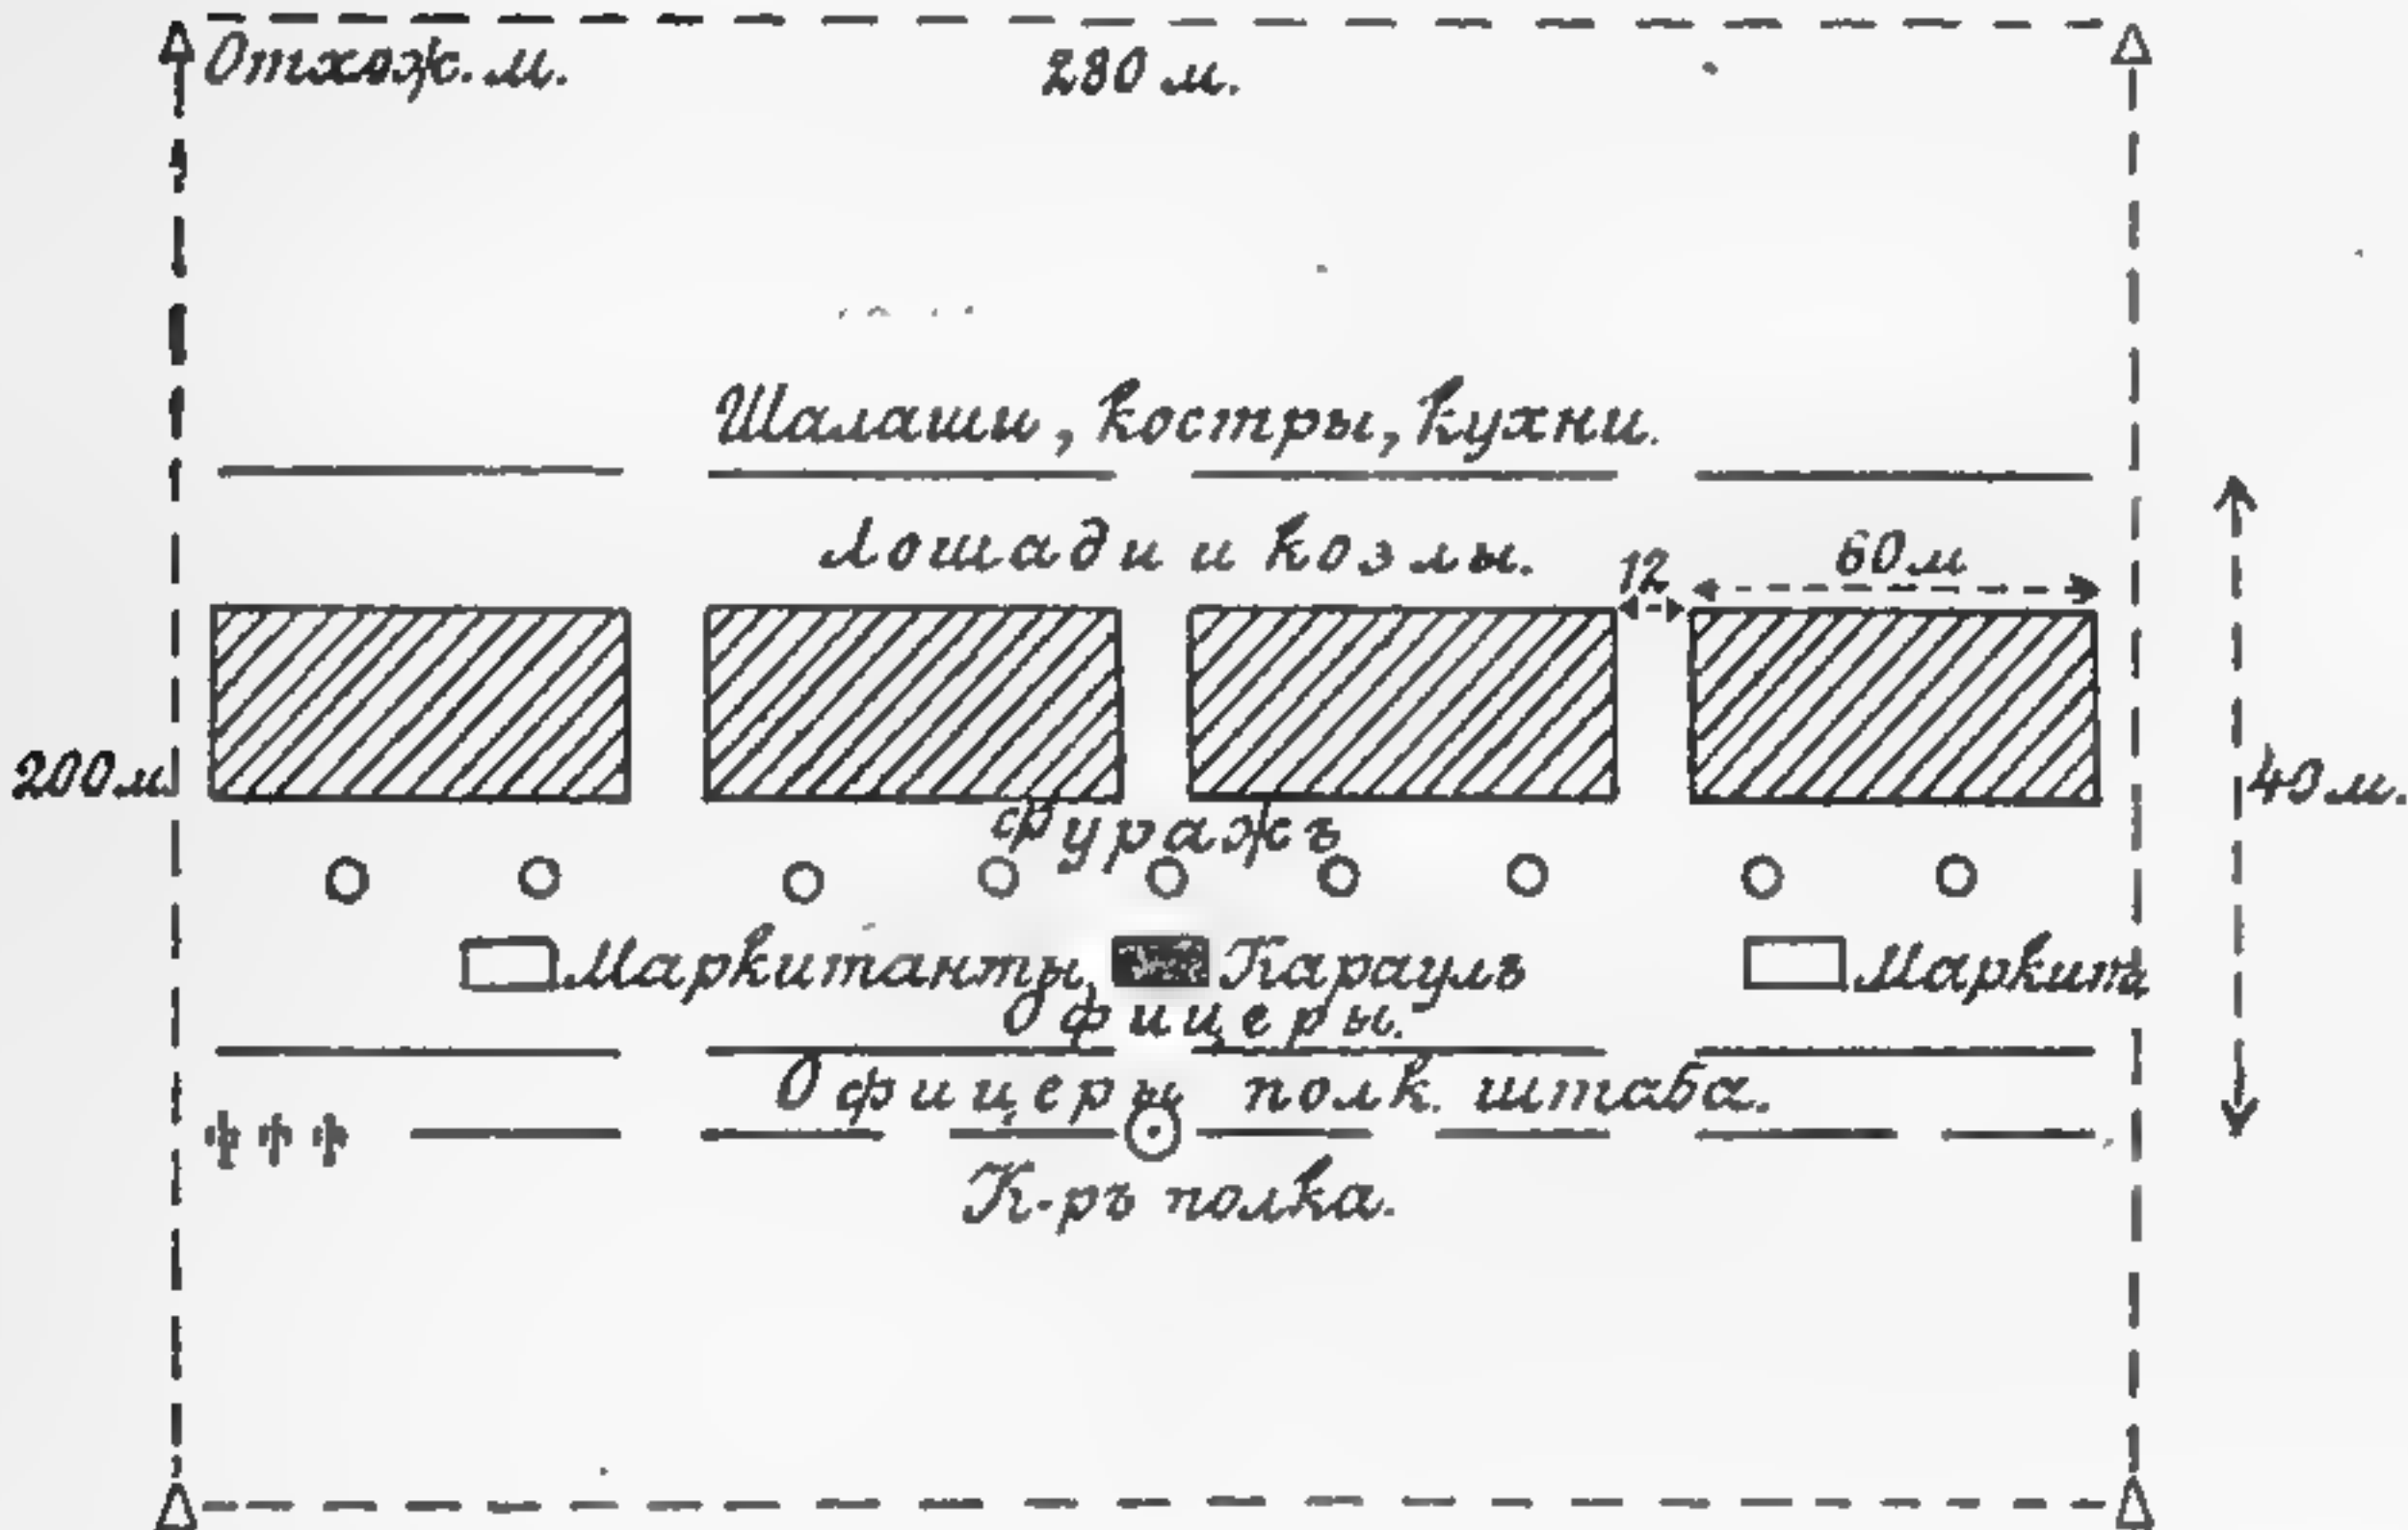 Отхож. м.
280 м.
Шалаши, костры, кухни.
Лошади и козлы.
12
60 м
200 м.
Фуражъ
40 м.
Маркитанты,
Караулъ
Маркит
Офицеры.
Офицеры полк. штаба.
К-ръ полка.